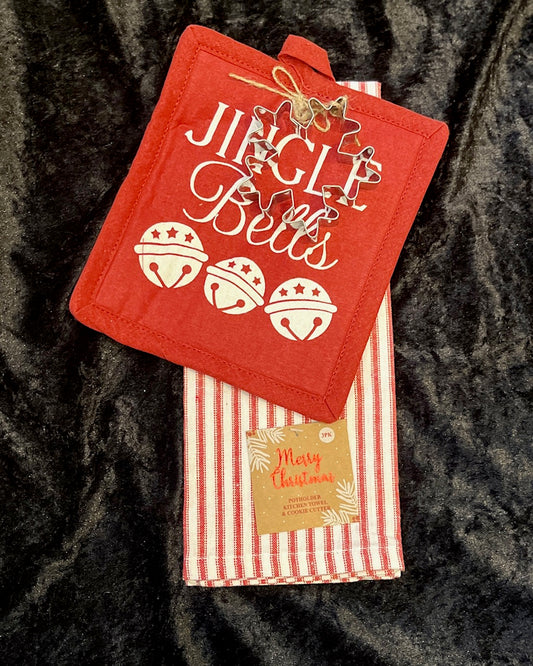 JINGLE
Bells
3PK
Merry
Christmas
POTHOLDER
KITCHEN TOWEL
& COOKIE CUTTER